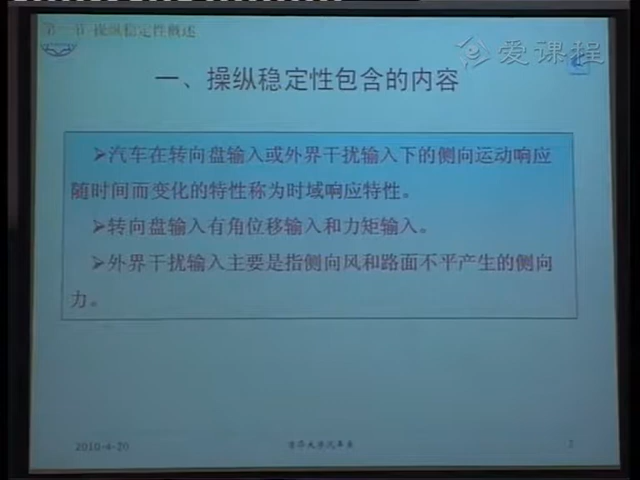 第一节 操纵稳定性概述
爱课程
一、操纵稳定性包含的内容
➢汽车在转向盘输入或外界干扰输入下的侧向运动响应
随时间而变化的特性称为时域响应特性。
➢转向盘输入有角位移输入和力矩输入。
➢外界干扰输入主要是指侧向风和路面不平产生的侧向
力。
2010-4-20